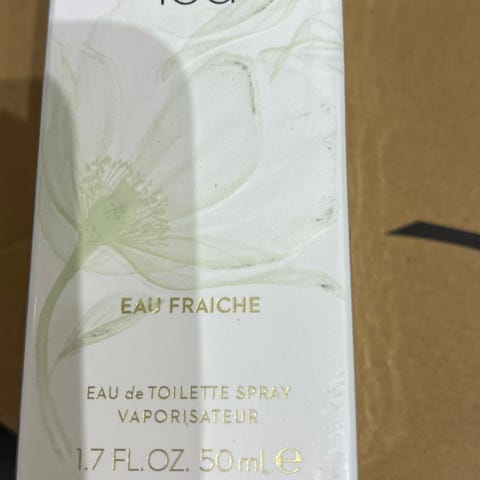 EAU FRAICHE
EAU de TOILETTE SPRAY
VAPORISATEUR
1.7 FL.OZ. 50 mL ℮